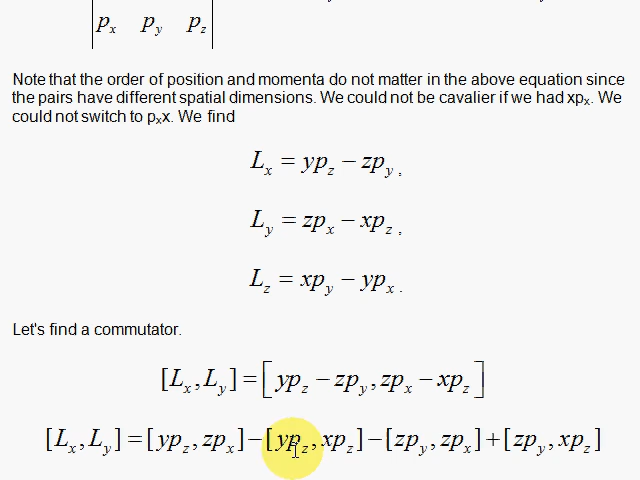 | p_x p_y p_z |
Note that the order of position and momenta do not matter in the above equation since
the pairs have different spatial dimensions. We could not be cavalier if we had xp_x. We
could not switch to p_x x. We find
L_x = yp_z − zp_y,
L_y = zp_x − xp_z,
L_z = xp_y − yp_x.
Let's find a commutator.
[L_x, L_y] = [yp_z − zp_y, zp_x − xp_z]
[L_x, L_y] = [yp_z, zp_x] − [yp_z, xp_z] − [zp_y, zp_x] + [zp_y, xp_z]